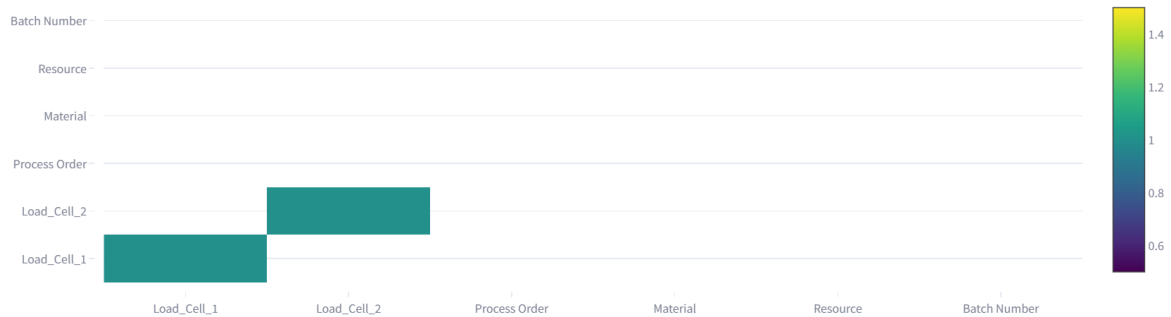 Batch Number
Resource
Material
Process Order
Load_Cell_2
Load_Cell_1
Load_Cell_1 Load_Cell_2 Process Order Material Resource Batch Number
1.4
1.2
1
0.8
0.6